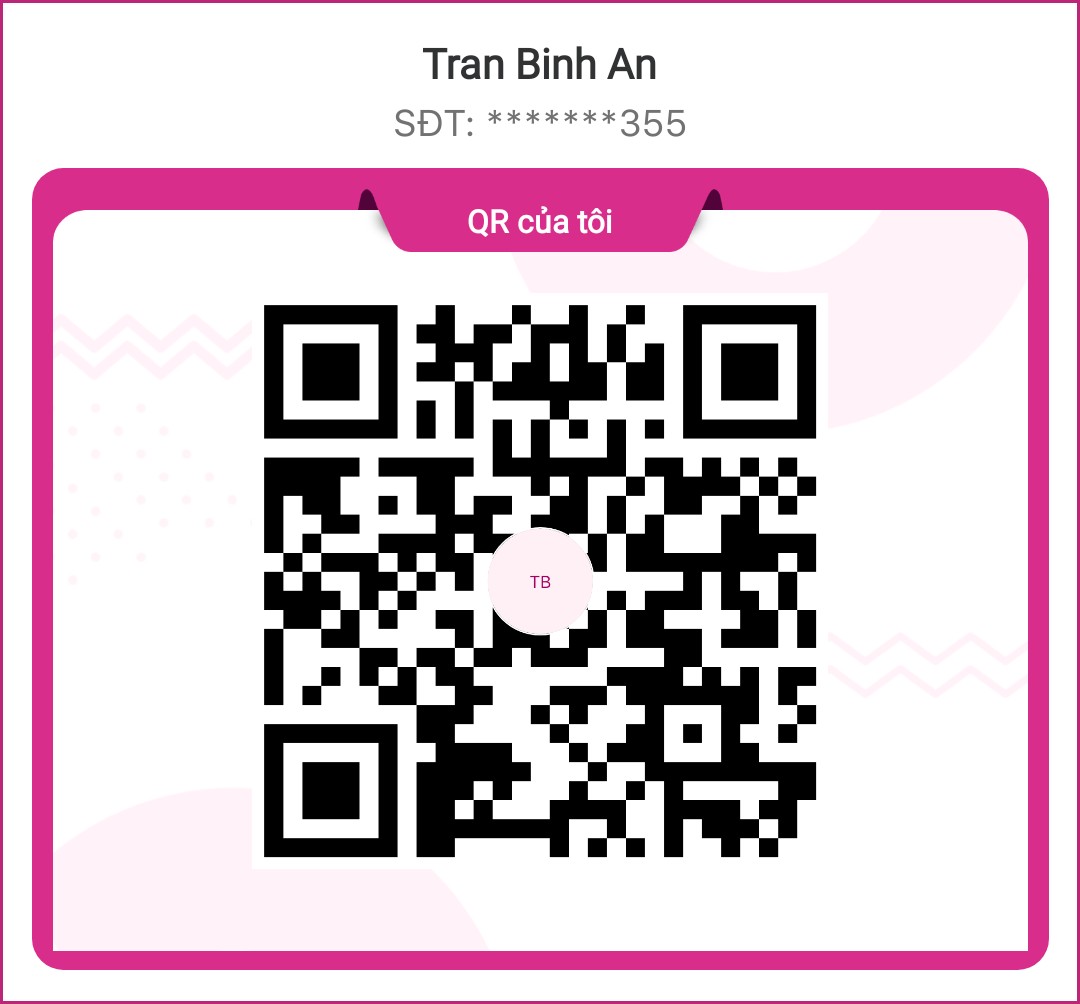 Tran Binh An
SĐT: *******355
QR của tôi
TB